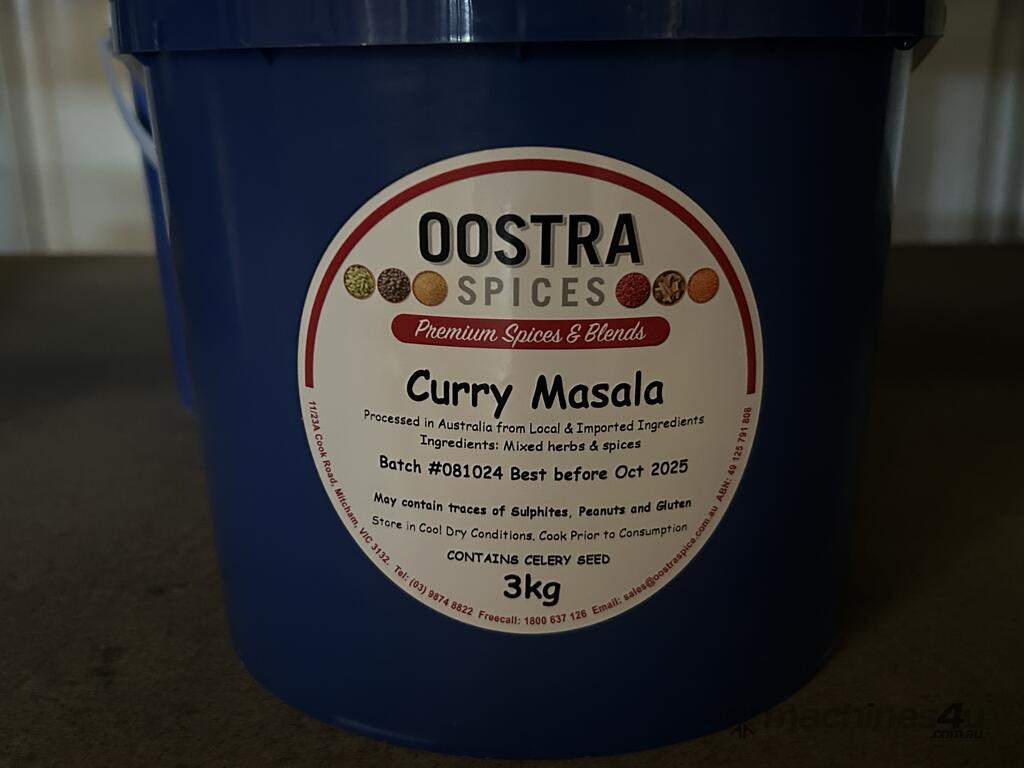 OOSTRA
SPICES
Premium Spices & Blends
Curry Masala
Processed in Australia from Local & Imported Ingredients
Ingredients: Mixed herbs & spices
Batch #081024 Best before Oct 2025
May contain traces of Sulphites, Peanuts and Gluten
Store in Cool Dry Conditions. Cook Prior to Consumption
CONTAINS CELERY SEED
3kg
11/23A Cook Road, Mitcham, VIC 3132. Tel: (03) 9874 8822 Freecall: 1800 637 126 Email: sales@oostraspice.com.au ABN: 49 125 791 808
machines4u
.com.au